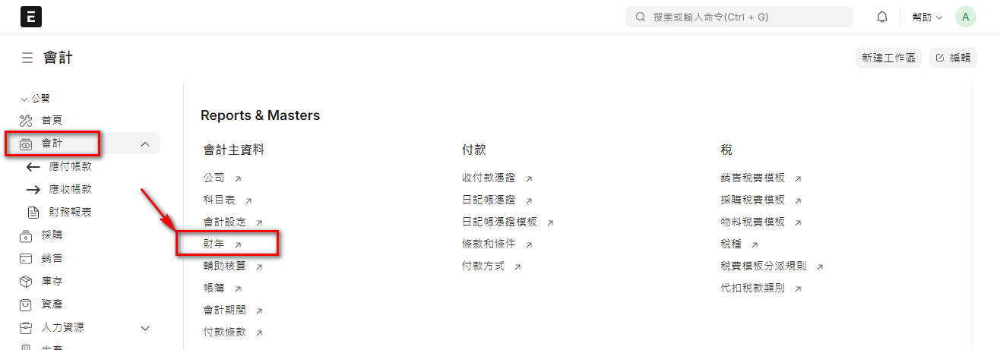 E
搜索或輸入命令(Ctrl + G)
幫助
A
會計
新建工作區
編輯
公開
首頁
會計
應付帳款
應收帳款
財務報表
採購
銷售
庫存
資產
人力資源
生產
Reports & Masters
會計主資料
公司
科目表
會計設定
財年
輔助核算
帳簿
會計期間
付款條款
付款
收付款憑證
日記帳憑證
日記帳憑證模板
條款和條件
付款方式
稅
銷售稅費模板
採購稅費模板
物料稅費模板
稅種
稅費模板分派規則
代扣稅款類別